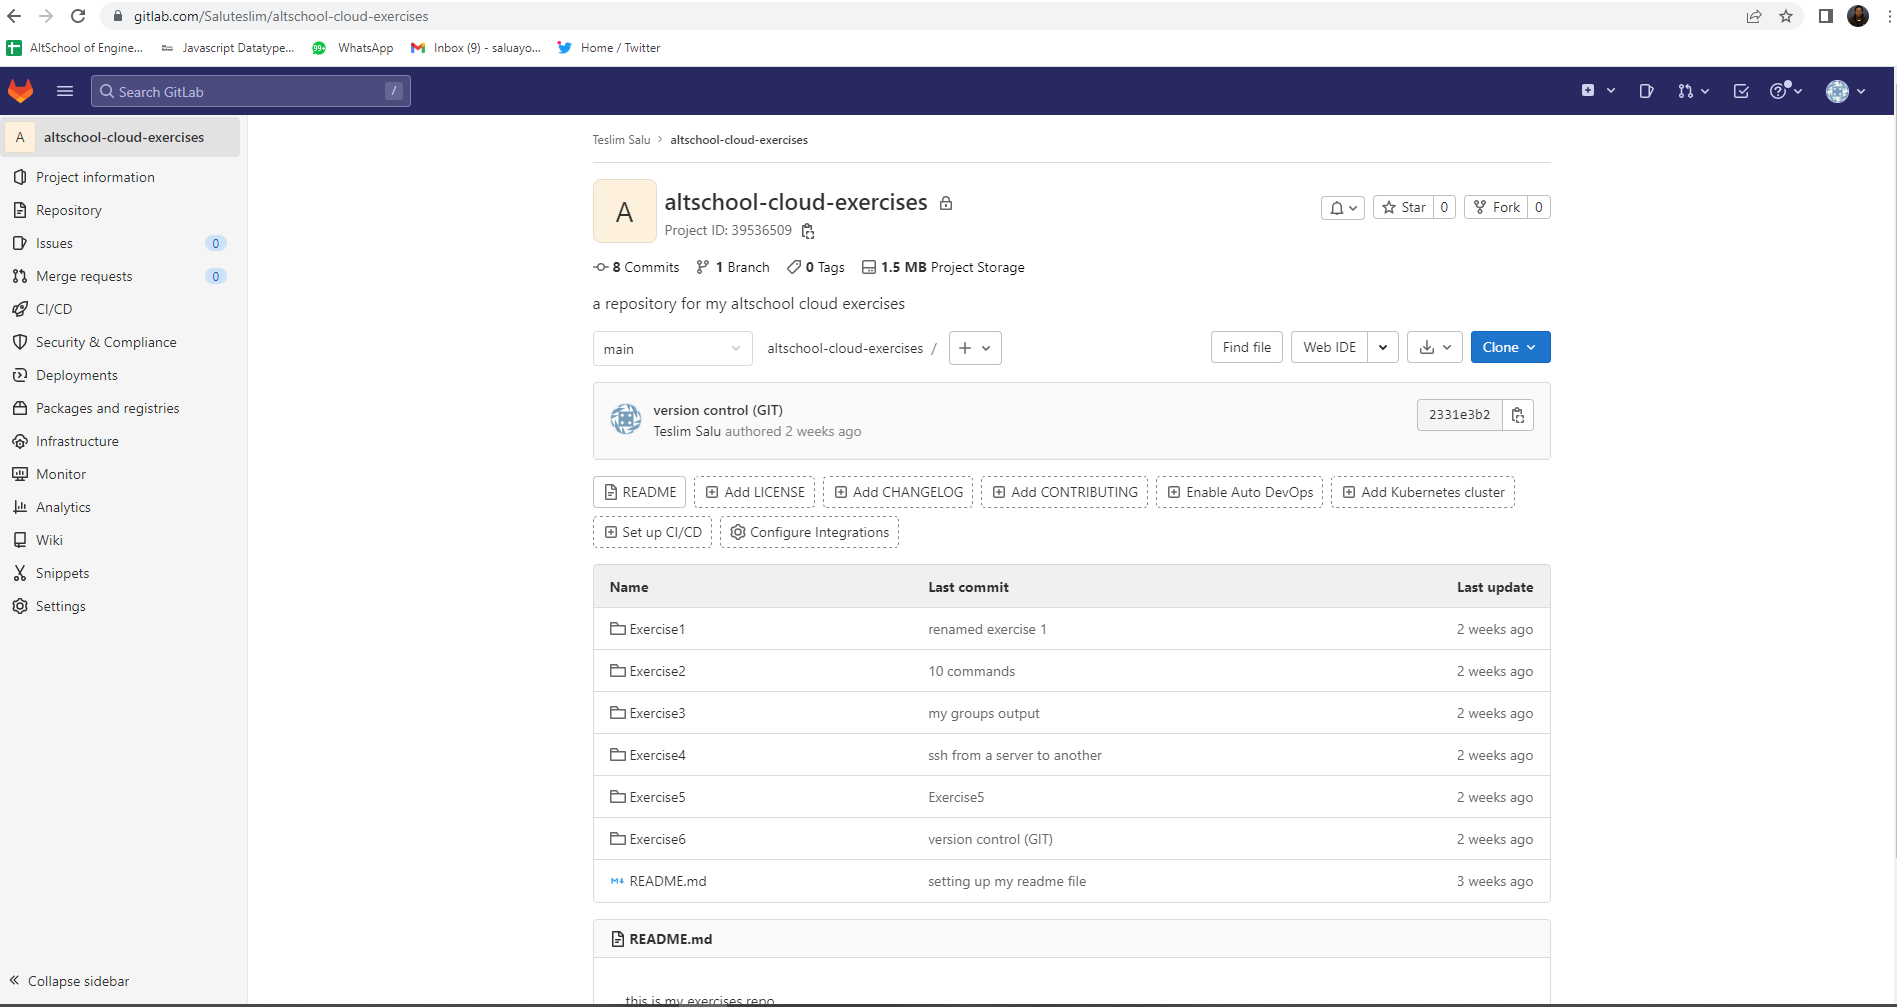 gitlab.com/Saluteslim/altschool-cloud-exercises
AltSchool of Engine... Javascript Datatype... 99+ WhatsApp Inbox (9) - saluayo... Home / Twitter
Search GitLab /
A altschool-cloud-exercises
Project information
Repository
Issues 0
Merge requests 0
CI/CD
Security & Compliance
Deployments
Packages and registries
Infrastructure
Monitor
Analytics
Wiki
Snippets
Settings
Collapse sidebar
Teslim Salu > altschool-cloud-exercises
A altschool-cloud-exercises
Project ID: 39536509
Star 0 Fork 0
8 Commits 1 Branch 0 Tags 1.5 MB Project Storage
a repository for my altschool cloud exercises
main altschool-cloud-exercises / + Find file Web IDE Clone
version control (GIT)
Teslim Salu authored 2 weeks ago
2331e3b2
README Add LICENSE Add CHANGELOG Add CONTRIBUTING Enable Auto DevOps Add Kubernetes cluster
Set up CI/CD Configure Integrations
Name Last commit Last update
Exercise1 renamed exercise 1 2 weeks ago
Exercise2 10 commands 2 weeks ago
Exercise3 my groups output 2 weeks ago
Exercise4 ssh from a server to another 2 weeks ago
Exercise5 Exercise5 2 weeks ago
Exercise6 version control (GIT) 2 weeks ago
README.md setting up my readme file 3 weeks ago
README.md
this is my exercises repo